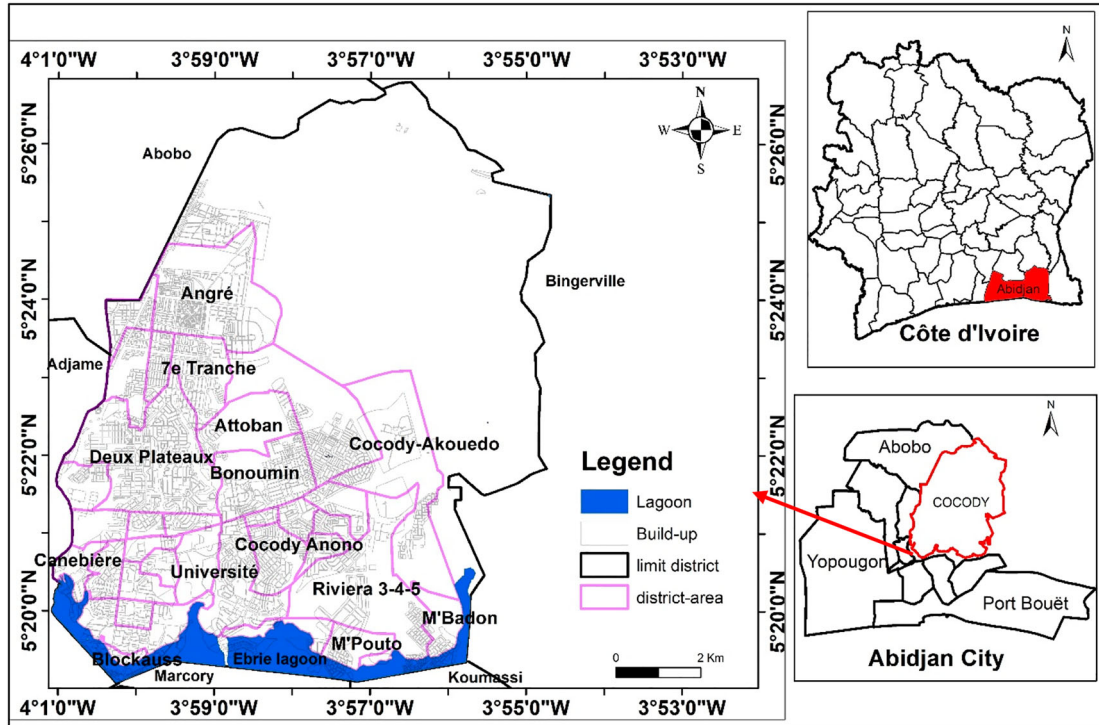 4°1'0"W 3°59'0"W 3°57'0"W 3°55'0"W 3°53'0"W
5°26'0"N
5°24'0"N
5°22'0"N
5°20'0"N
N
W E
S
Abobo
Bingerville
Angré
Adjame
7e Tranche
Attoban
Cocody-Akouedo
Deux Plateaux
Bonoumin
Cocody Anono
Canebière
Université
Riviera 3-4-5
M'Badon
M'Pouto
Blockauss
Ebrie lagoon
Marcory
Koumassi
Legend
Lagoon
Build-up
limit district
district-area
0 2 Km
5°26'0"N
5°24'0"N
5°22'0"N
5°20'0"N
4°1'0"W 3°59'0"W 3°57'0"W 3°55'0"W 3°53'0"W
N
Abidjan
Côte d'Ivoire
N
Abobo
COCODY
Yopougon
Port Bouët
Abidjan City